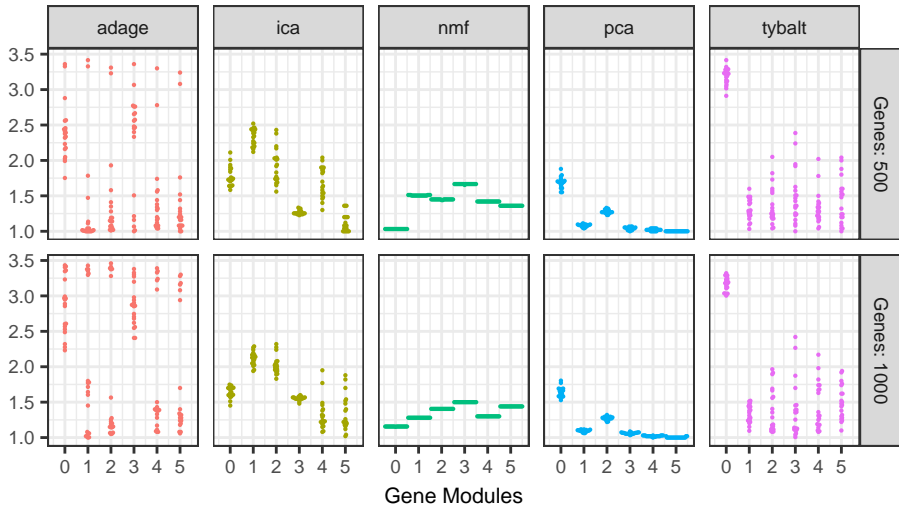 adage ica nmf pca tybalt
3.5
3.0
2.5
2.0
1.5
1.0
Genes: 500
3.5
3.0
2.5
2.0
1.5
1.0
Genes: 1000
0 1 2 3 4 5 0 1 2 3 4 5 0 1 2 3 4 5 0 1 2 3 4 5 0 1 2 3 4 5
Gene Modules